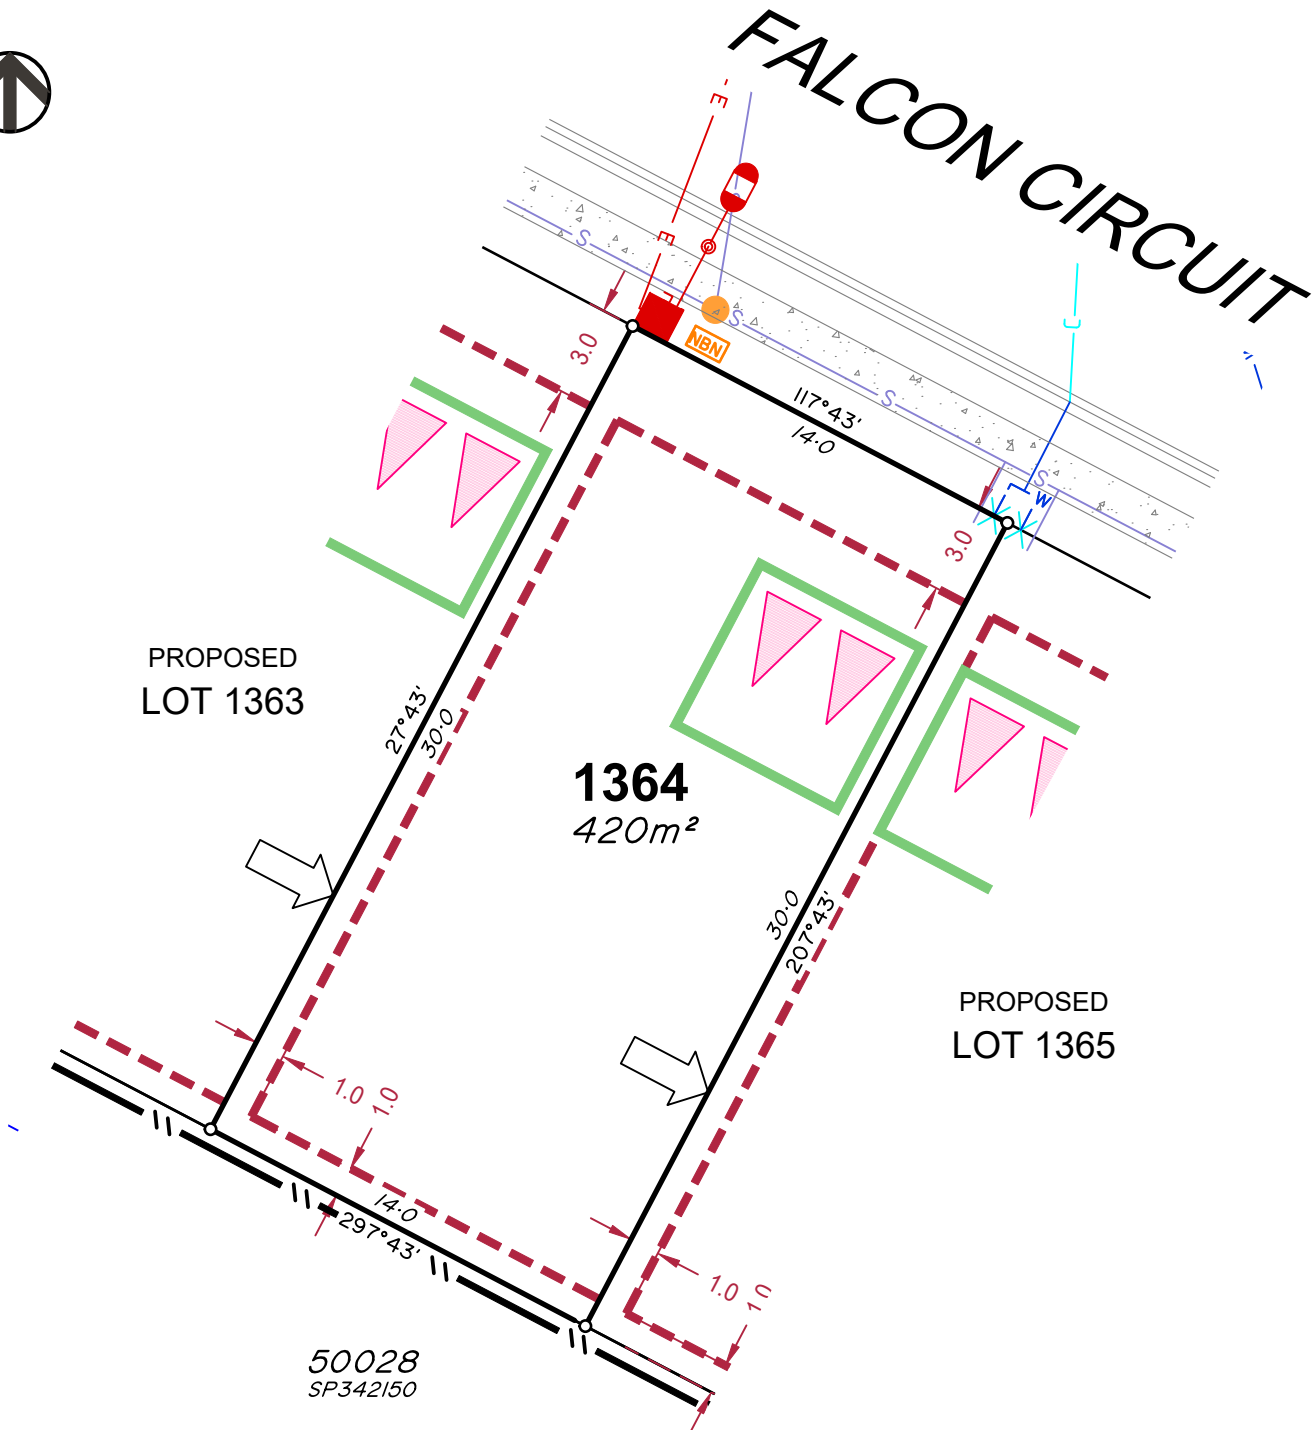 FALCON CIRCUIT
E
E
S
S
S
S
NBN
W
3.0
3.0
117°43'
14·0
PROPOSED
LOT 1363
27°43'
30·0
1364
420m²
30·0
207°43'
PROPOSED
LOT 1365
1.0
1.0
14·0
297°43'
1.0
1.0
50028
SP342150